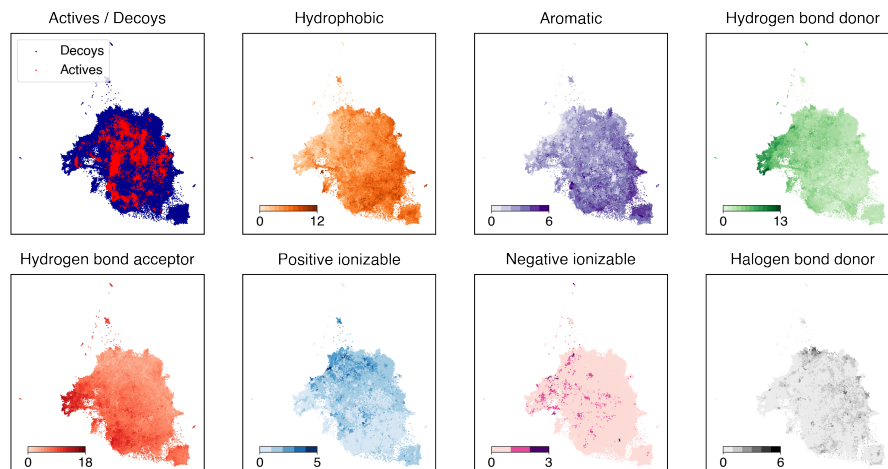 Actives / Decoys
Decoys
Actives
Hydrophobic
0 12
Aromatic
0 6
Hydrogen bond donor
0 13
Hydrogen bond acceptor
0 18
Positive ionizable
0 5
Negative ionizable
0 3
Halogen bond donor
0 6